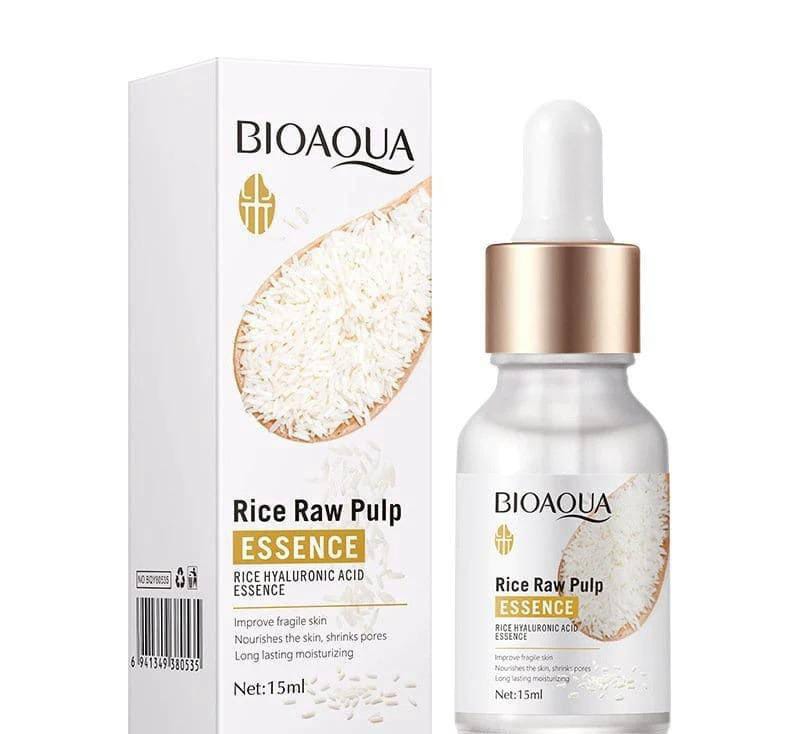 BIOAQUA
Rice Raw Pulp
ESSENCE
RICE HYALURONIC ACID
ESSENCE
Improve fragile skin
Nourishes the skin, shrinks pores
Long lasting moisturizing
Net:15ml
NO.BQY80535
6 941349 380535
BIOAQUA
Rice Raw Pulp
ESSENCE
RICE HYALURONIC ACID
ESSENCE
Improve fragile skin
Nourishes the skin, shrinks pores
Long lasting moisturizing
Net:15ml